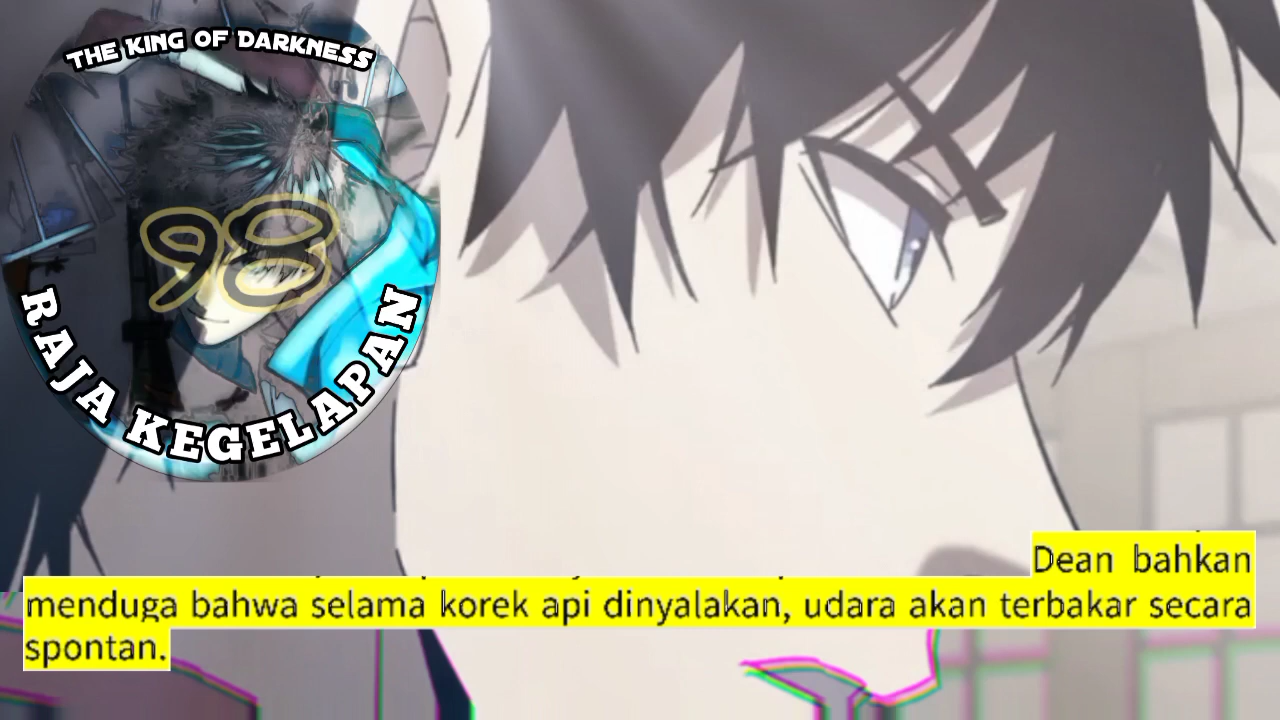 THE KING OF DARKNESS
98
RAJA KEGELAPAN
Dean bahkan
menduga bahwa selama korek api dinyalakan, udara akan terbakar secara
spontan.